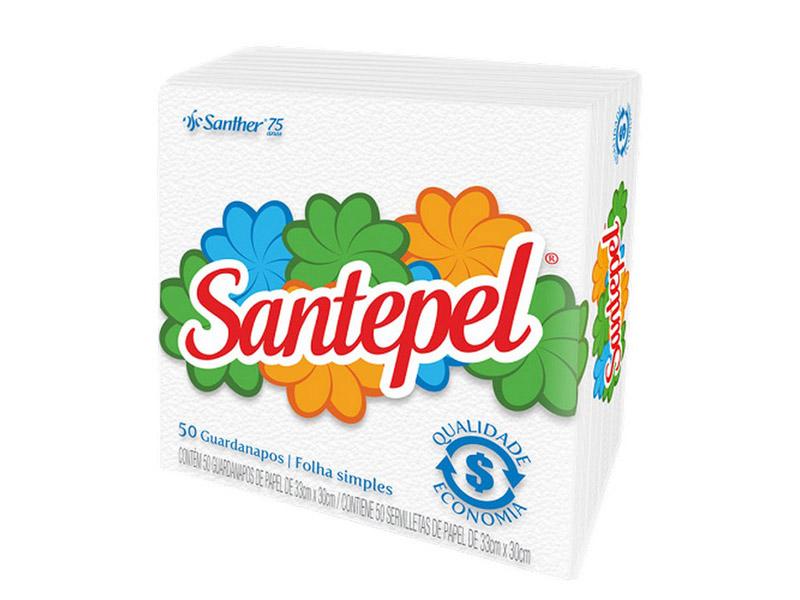 Santher® 75
anos
Santepel®
50 Guardanapos | Folha simples
CONTÉM 50 GUARDANAPOS DE PAPEL DE 33cm x 30cm / CONTIENE 50 SERVILLETAS DE PAPEL DE 33cm x 30cm
QUALIDADE
$
ECONOMIA
$
Santepel